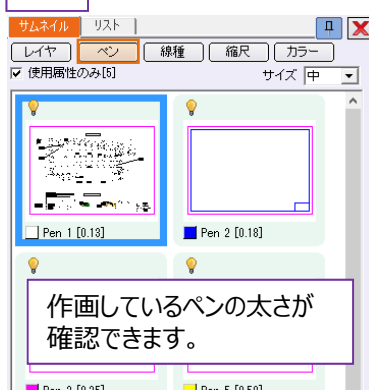 サムネイル リスト
レイヤ ペン 線種 縮尺 カラー
使用属性のみ[5] サイズ 中
Pen 1 [0.13] Pen 2 [0.18]
作画しているペンの太さが
確認できます。